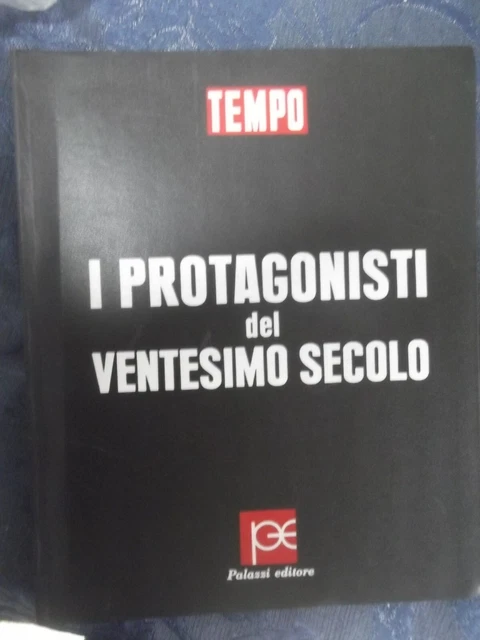 TEMPO
I PROTAGONISTI
del
VENTESIMO SECOLO
PE
Palazzi editore